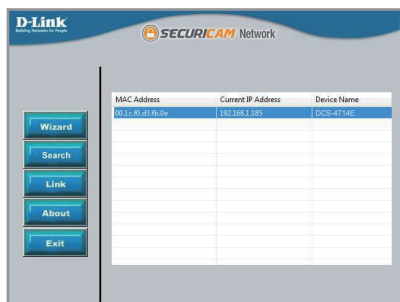 D-Link
Building Networks for People
SECURICAM Network
MAC Address Current IP Address Device Name
00.1c.f0.d3.fb.0e 192.168.1.185 DCS-4714E
Wizard
Search
Link
About
Exit